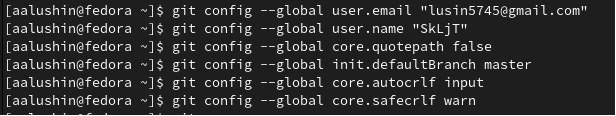 [aalushin@fedora ~]$ git config --global user.email "lusin5745@gmail.com"
[aalushin@fedora ~]$ git config --global user.name "SkLjT"
[aalushin@fedora ~]$ git config --global core.quotepath false
[aalushin@fedora ~]$ git config --global init.defaultBranch master
[aalushin@fedora ~]$ git config --global core.autocrlf input
[aalushin@fedora ~]$ git config --global core.safecrlf warn